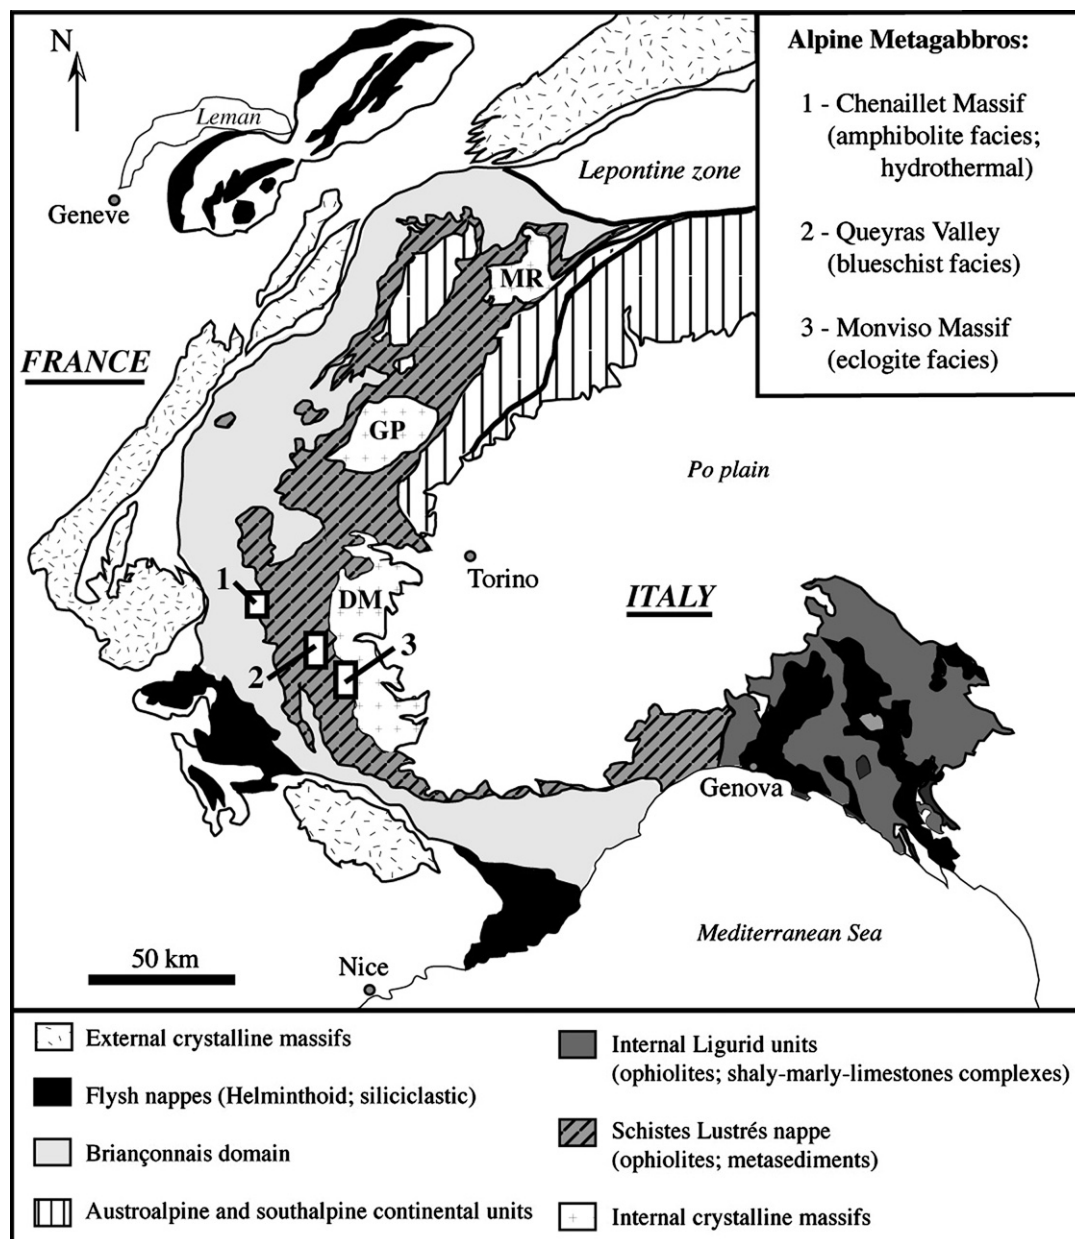 N
Leman
Geneve
Lepontine zone
MR
FRANCE
GP
Po plain
Torino
1
DM
ITALY
3
2
Genova
Mediterranean Sea
50 km
Nice
Alpine Metagabbros:
1 - Chenaillet Massif
(amphibolite facies;
hydrothermal)
2 - Queyras Valley
(blueschist facies)
3 - Monviso Massif
(eclogite facies)
External crystalline massifs
Flysh nappes (Helminthoid; siliciclastic)
Briançonnais domain
Austroalpine and southalpine continental units
Internal Ligurid units
(ophiolites; shaly-marly-limestones complexes)
Schistes Lustrés nappe
(ophiolites; metasediments)
Internal crystalline massifs